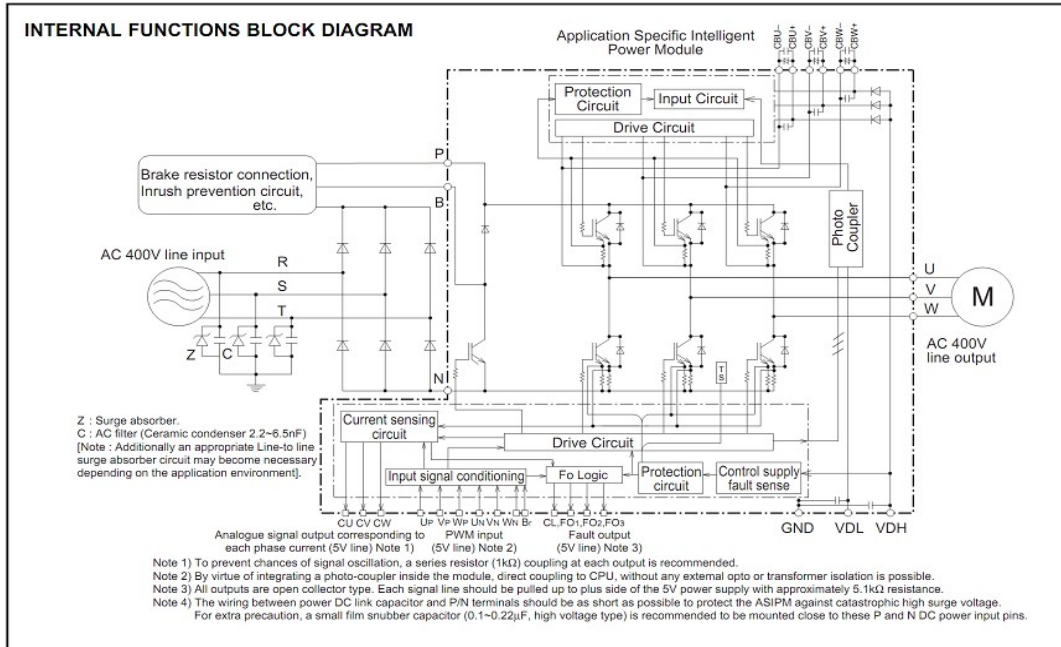 INTERNAL FUNCTIONS BLOCK DIAGRAM
Application Specific Intelligent
Power Module
CBU–
CBU+
CBV–
CBV+
CBW–
CBW+
Protection
Circuit
Input Circuit
Drive Circuit
P
Brake resistor connection,
Inrush prevention circuit,
etc.
B
Photo
Coupler
AC 400V line input
R
S
T
Z
C
N
U
V
W
M
AC 400V
line output
TS
Z : Surge absorber.
C : AC filter (Ceramic condenser 2.2~6.5nF)
[Note : Additionally an appropriate Line-to line
surge absorber circuit may become necessary
depending on the application environment].
Current sensing
circuit
Drive Circuit
Input signal conditioning
Fo Logic
Protection
circuit
Control supply
fault sense
CU CV CW
UP VP WP UN VN WN Br
CL,FO1,FO2,FO3
GND VDL VDH
Analogue signal output corresponding to
each phase current (5V line) Note 1)
PWM input
(5V line) Note 2)
Fault output
(5V line) Note 3)
Note 1) To prevent chances of signal oscillation, a series resistor (1kΩ) coupling at each output is recommended.
Note 2) By virtue of integrating a photo-coupler inside the module, direct coupling to CPU, without any external opto or transformer isolation is possible.
Note 3) All outputs are open collector type. Each signal line should be pulled up to plus side of the 5V power supply with approximately 5.1kΩ resistance.
Note 4) The wiring between power DC link capacitor and P/N terminals should be as short as possible to protect the ASIPM against catastrophic high surge voltage.
For extra precaution, a small film snubber capacitor (0.1~0.22μF, high voltage type) is recommended to be mounted close to these P and N DC power input pins.